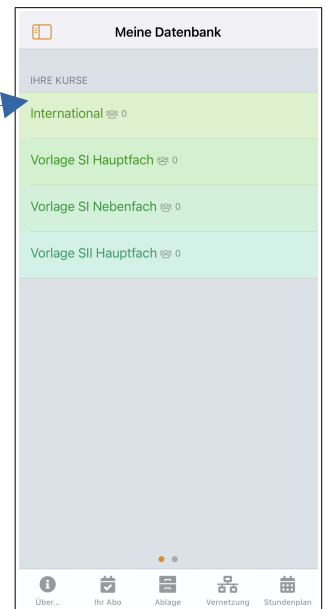 Meine Datenbank
IHRE KURSE
International 0
Vorlage SI Hauptfach 0
Vorlage SI Nebenfach 0
Vorlage SII Hauptfach 0
Über... Ihr Abo Ablage Vernetzung Stundenplan